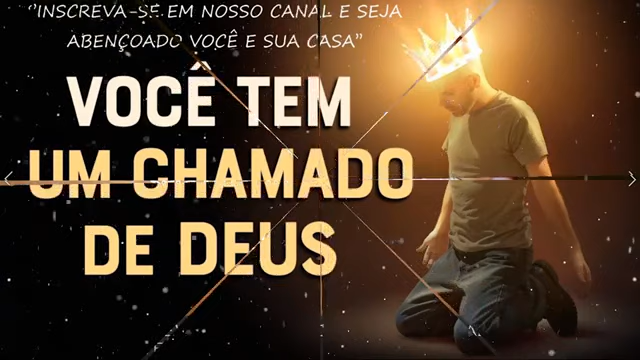 “INSCREVA-SE EM NOSSO CANAL E SEJA
ABENÇOADO VOCÊ E SUA CASA”
VOCÊ TEM
UM CHAMADO
DE DEUS